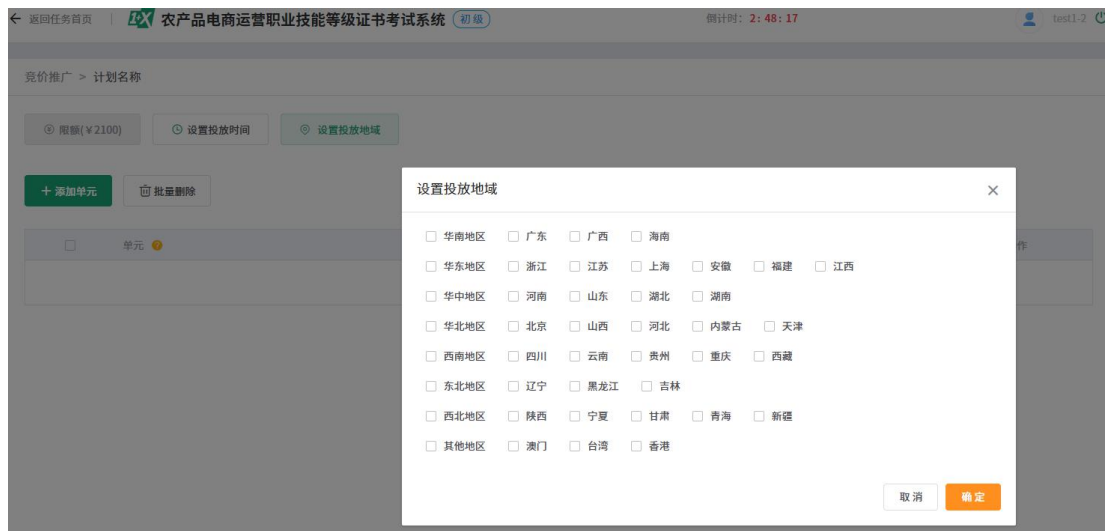 返回任务首页 农产品电商运营职业技能等级证书考试系统 初级 倒计时：2:48:17 test1-2
竞价推广 > 计划名称
限额(￥2100) 设置投放时间 设置投放地域
+ 添加单元 批量删除
单元 作
设置投放地域
华南地区 广东 广西 海南
华东地区 浙江 江苏 上海 安徽 福建 江西
华中地区 河南 山东 湖北 湖南
华北地区 北京 山西 河北 内蒙古 天津
西南地区 四川 云南 贵州 重庆 西藏
东北地区 辽宁 黑龙江 吉林
西北地区 陕西 宁夏 甘肃 青海 新疆
其他地区 澳门 台湾 香港
取消 确定